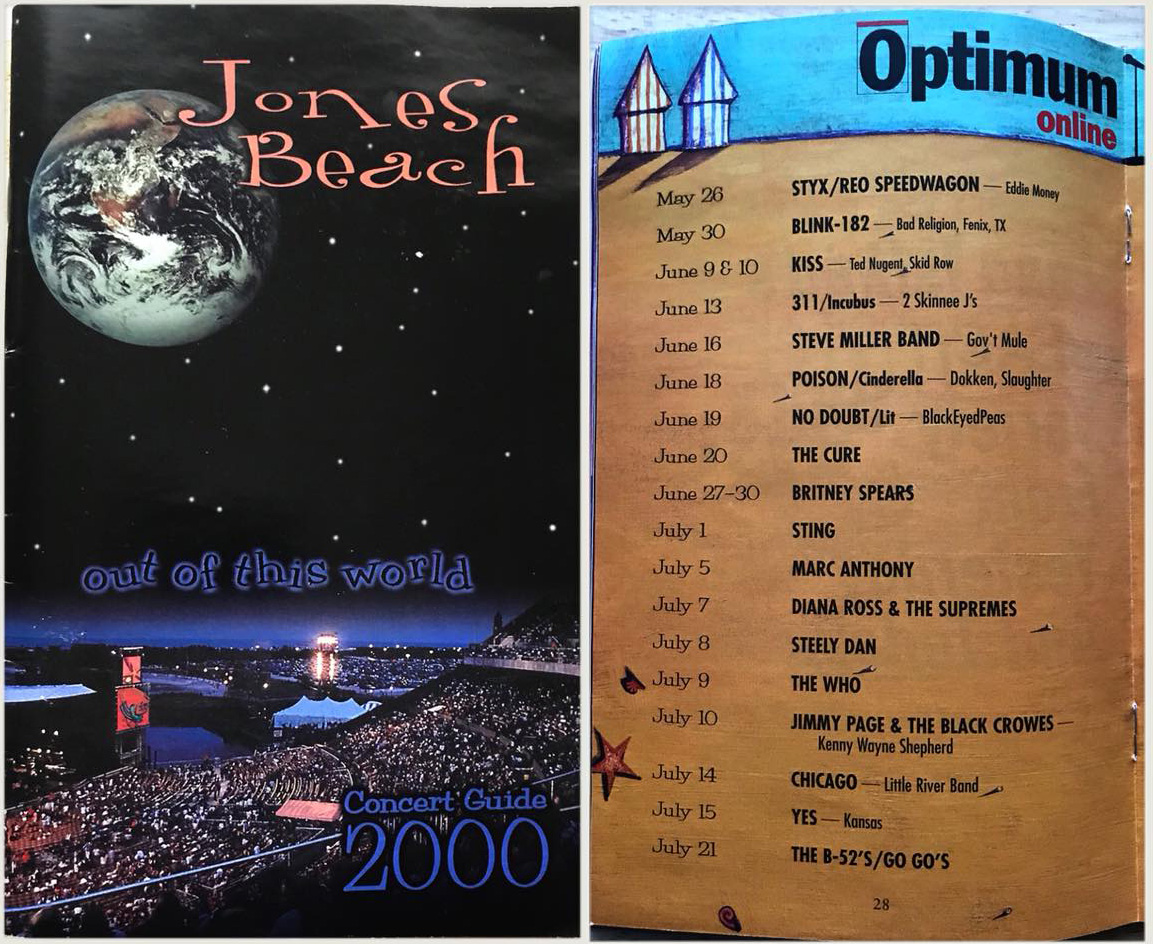 Jones
Beach
out of this world
Concert Guide
2000
Optimum
online
May 26 STYX/REO SPEEDWAGON — Eddie Money
May 30 BLINK-182 — Bad Religion, Fenix, TX
June 9 & 10 KISS — Ted Nugent, Skid Row
June 13 311/Incubus — 2 Skinnee J's
June 16 STEVE MILLER BAND — Gov't Mule
June 18 POISON/Cinderella — Dokken, Slaughter
June 19 NO DOUBT/Lit — BlackEyedPeas
June 20 THE CURE
June 27-30 BRITNEY SPEARS
July 1 STING
July 5 MARC ANTHONY
July 7 DIANA ROSS & THE SUPREMES
July 8 STEELY DAN
July 9 THE WHO
July 10 JIMMY PAGE & THE BLACK CROWES —
Kenny Wayne Shepherd
July 14 CHICAGO — Little River Band
July 15 YES — Kansas
July 21 THE B-52'S/GO GO'S
28